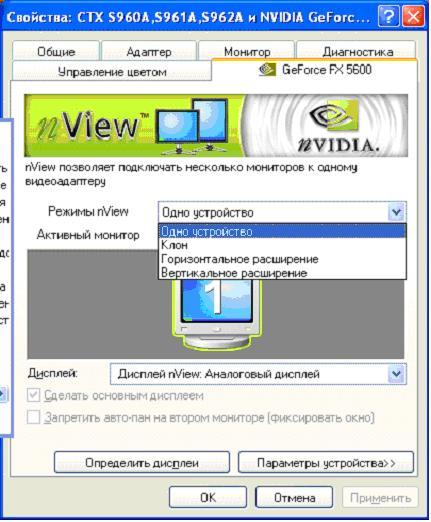 Свойства: CTX S960A,S961A,S962A и NVIDIA GeForc...
Общие
Адаптер
Монитор
Диагностика
Управление цветом
GeForce FX 5600
nView™
NVIDIA.
nView позволяет подключать несколько мониторов к одному
видеоадаптеру
Режимы nView
Одно устройство
Активный монитор
Одно устройство
Клон
Горизонтальное расширение
Вертикальное расширение
1
Дисплей:
Дисплей nView: Аналоговый дисплей
Сделать основным дисплеем
Запретить авто-пан на втором мониторе (фиксировать окно)
Определить дисплеи
Параметры устройства>>
OK
Отмена
Применить